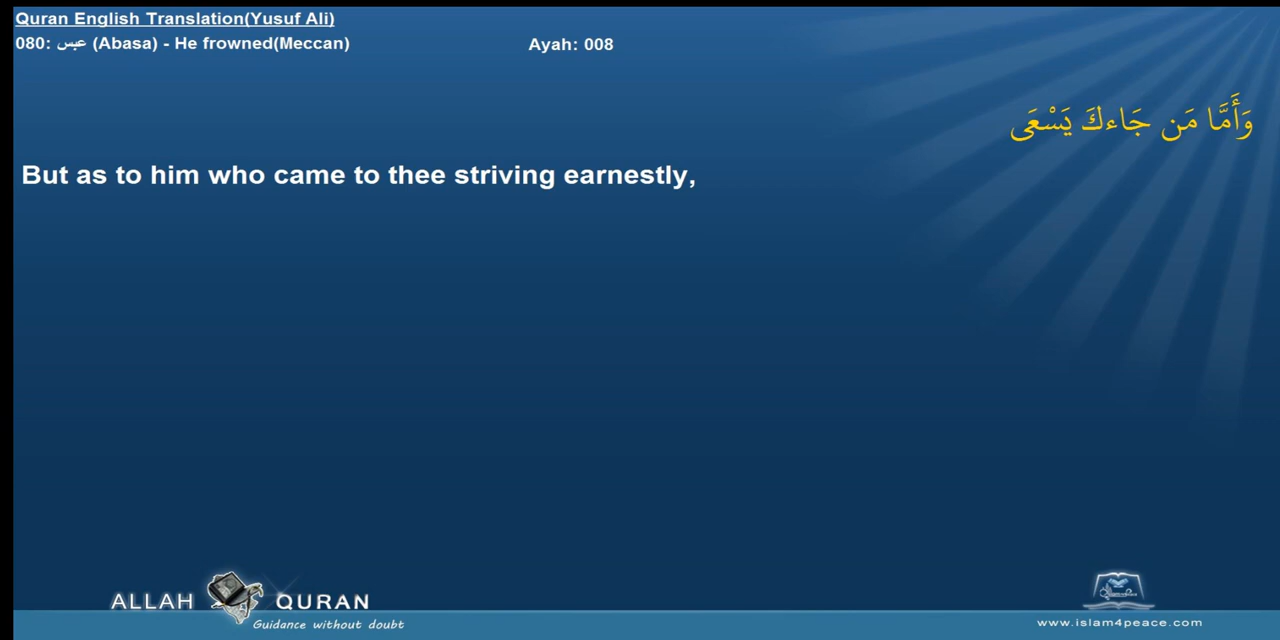 Quran English Translation(Yusuf Ali)
080: عبس (Abasa) - He frowned(Meccan)
Ayah: 008
وَأَمَّا مَن جَاءكَ يَسْعَى
But as to him who came to thee striving earnestly,
ALLAH QURAN
Guidance without doubt
www.islam4peace.com